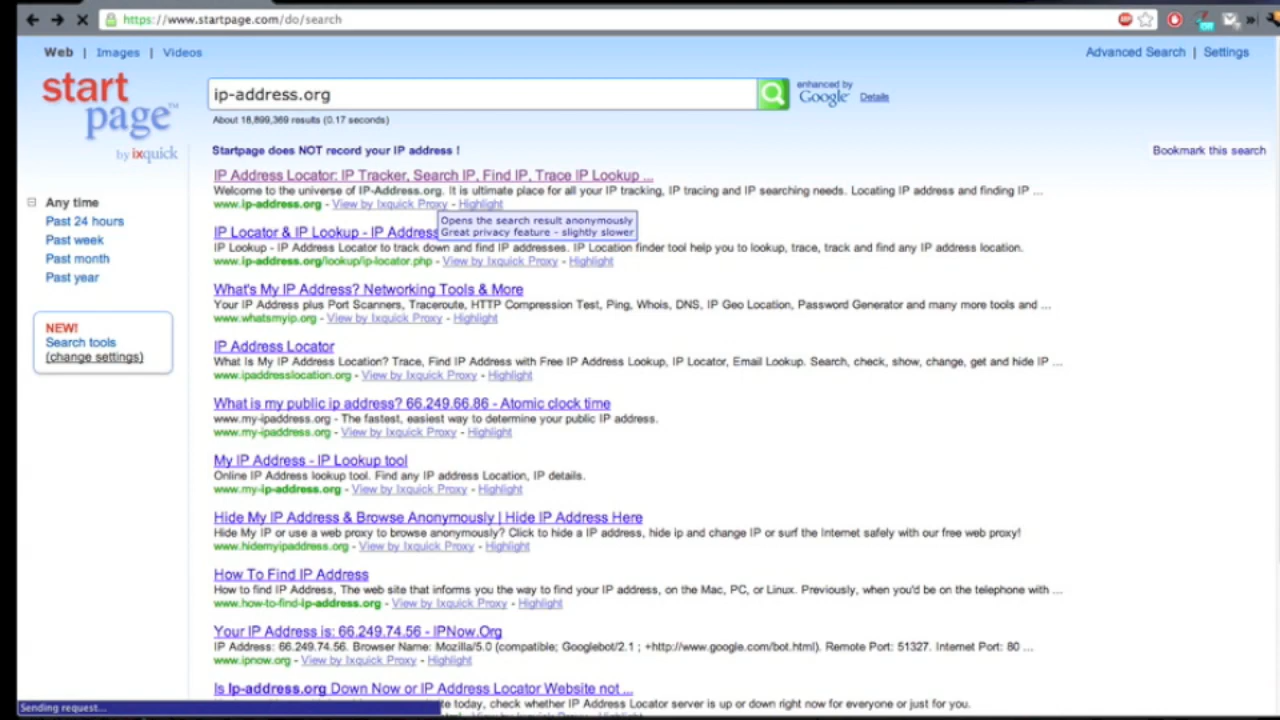 https://www.startpage.com/do/search
Web | Images | Videos
Advanced Search | Settings
start
page™
by ixquick
ip-address.org
enhanced by
Google™ Details
About 18,899,369 results (0.17 seconds)
Startpage does NOT record your IP address !
Bookmark this search
Any time
Past 24 hours
Past week
Past month
Past year
NEW!
Search tools
(change settings)
IP Address Locator: IP Tracker, Search IP, Find IP, Trace IP Lookup ...
Welcome to the universe of IP-Address.org. It is ultimate place for all your IP tracking, IP tracing and IP searching needs. Locating IP address and finding IP ...
www.ip-address.org - View by Ixquick Proxy - Highlight
Opens the search result anonymously
Great privacy feature - slightly slower
IP Locator & IP Lookup - IP Address
IP Lookup - IP Address Locator to track down and find IP addresses. IP Location finder tool help you to lookup, trace, track and find any IP address location.
www.ip-address.org/lookup/ip-locator.php - View by Ixquick Proxy - Highlight
What's My IP Address? Networking Tools & More
Your IP Address plus Port Scanners, Traceroute, HTTP Compression Test, Ping, Whois, DNS, IP Geo Location, Password Generator and many more tools and ...
www.whatsmyip.org - View by Ixquick Proxy - Highlight
IP Address Locator
What Is My IP Address Location? Trace, Find IP Address with Free IP Address Lookup, IP Locator, Email Lookup. Search, check, show, change, get and hide IP ...
www.ipaddresslocation.org - View by Ixquick Proxy - Highlight
What is my public ip address? 66.249.66.86 - Atomic clock time
www.my-ipaddress.org - The fastest, easiest way to determine your public IP address.
www.my-ipaddress.org - View by Ixquick Proxy - Highlight
My IP Address - IP Lookup tool
Online IP Address lookup tool. Find any IP address Location, IP details.
www.my-ip-address.org - View by Ixquick Proxy - Highlight
Hide My IP Address & Browse Anonymously | Hide IP Address Here
Hide My IP or use a web proxy to browse anonymously? Click to hide a IP address, hide ip and change IP or surf the Internet safely with our free web proxy!
www.hidemyipaddress.org - View by Ixquick Proxy - Highlight
How To Find IP Address
How to find IP Address, The web site that informs you the way to find your IP address, on the Mac, PC, or Linux. Previously, when you'd be on the telephone with ...
www.how-to-find-ip-address.org - View by Ixquick Proxy - Highlight
Your IP Address is: 66.249.74.56 - IPNow.Org
IP Address: 66.249.74.56. Browser Name: Mozilla/5.0 (compatible; Googlebot/2.1 ; +http://www.google.com/bot.html). Remote Port: 51327. Internet Port: 80 ...
www.ipnow.org - View by Ixquick Proxy - Highlight
Is Ip-address.org Down Now or IP Address Locator Website not ...
Sending request...
te today, check whether IP Address Locator server is up or down right now for everyone or just for you.